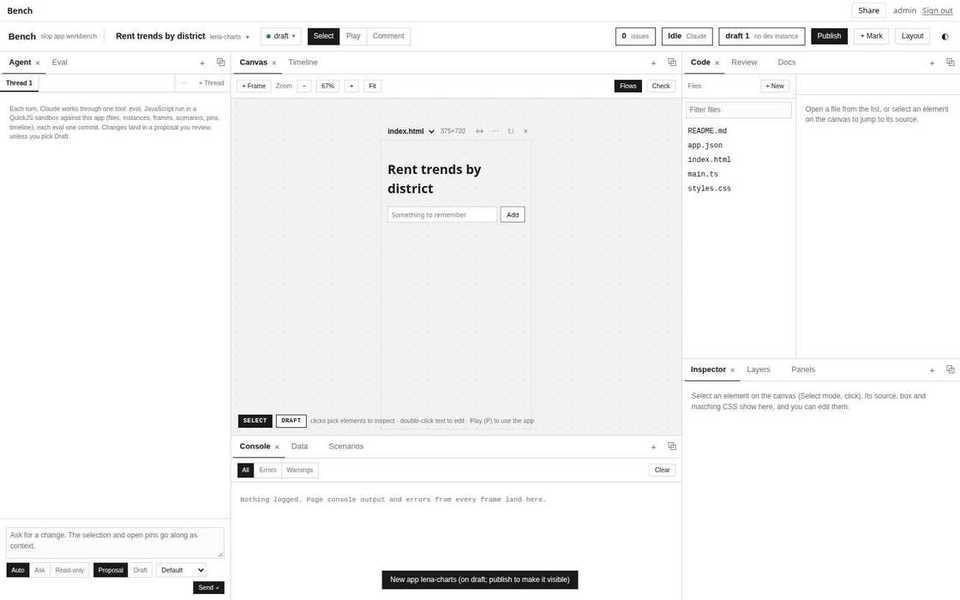 Bench
Share admin Sign out
Bench slop app workbench Rent trends by district lena-charts ▾ draft ▾ Select Play Comment 0 issues Idle Claude draft 1 no dev instance Publish + Mark Layout
Agent × Eval +
Thread 1 + Thread
Each turn, Claude works through one tool: eval, JavaScript run in a
QuickJS sandbox against this app (files, instances, frames, scenarios, pins,
timeline), each eval one commit. Changes land in a proposal you review
unless you pick Draft.
Ask for a change. The selection and open pins go along as
context.
Auto Ask Read-only Proposal Draft Default
Send
Canvas × Timeline +
+ Frame Zoom − 67% + Fit Flows Check
index.html 375×720 ↔ ⋯ ×
Rent trends by
district
Something to remember Add
SELECT DRAFT clicks pick elements to inspect · double-click text to edit · Play (P) to use the app
Console × Data Scenarios +
All Errors Warnings Clear
Nothing logged. Page console output and errors from every frame land here.
New app lena-charts (on draft; publish to make it visible)
Code × Review Docs +
Files + New
Filter files
README.md
app.json
index.html
main.ts
styles.css
Open a file from the list, or select an element
on the canvas to jump to its source.
Inspector × Layers Panels +
Select an element on the canvas (Select mode, click). Its source, box and
matching CSS show here, and you can edit them.